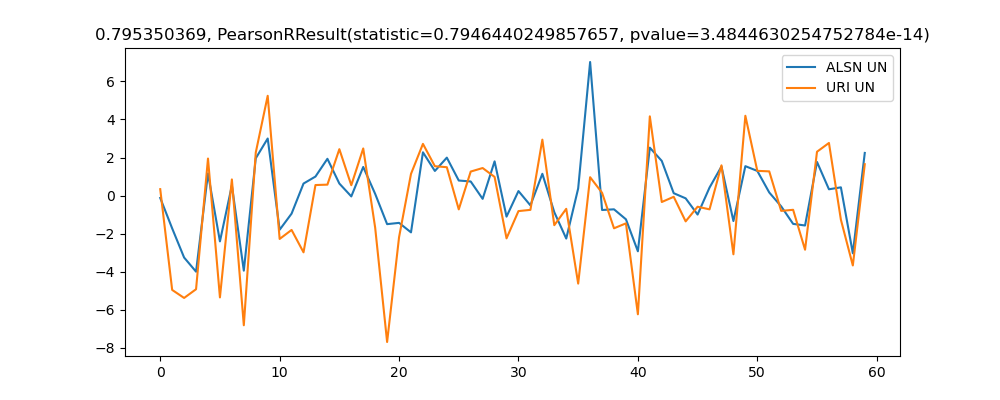 0.795350369, PearsonRResult(statistic=0.7946440249857657, pvalue=3.4844630254752784e-14)
ALSN UN
URI UN
6
4
2
0
−2
−4
−6
−8
0 10 20 30 40 50 60